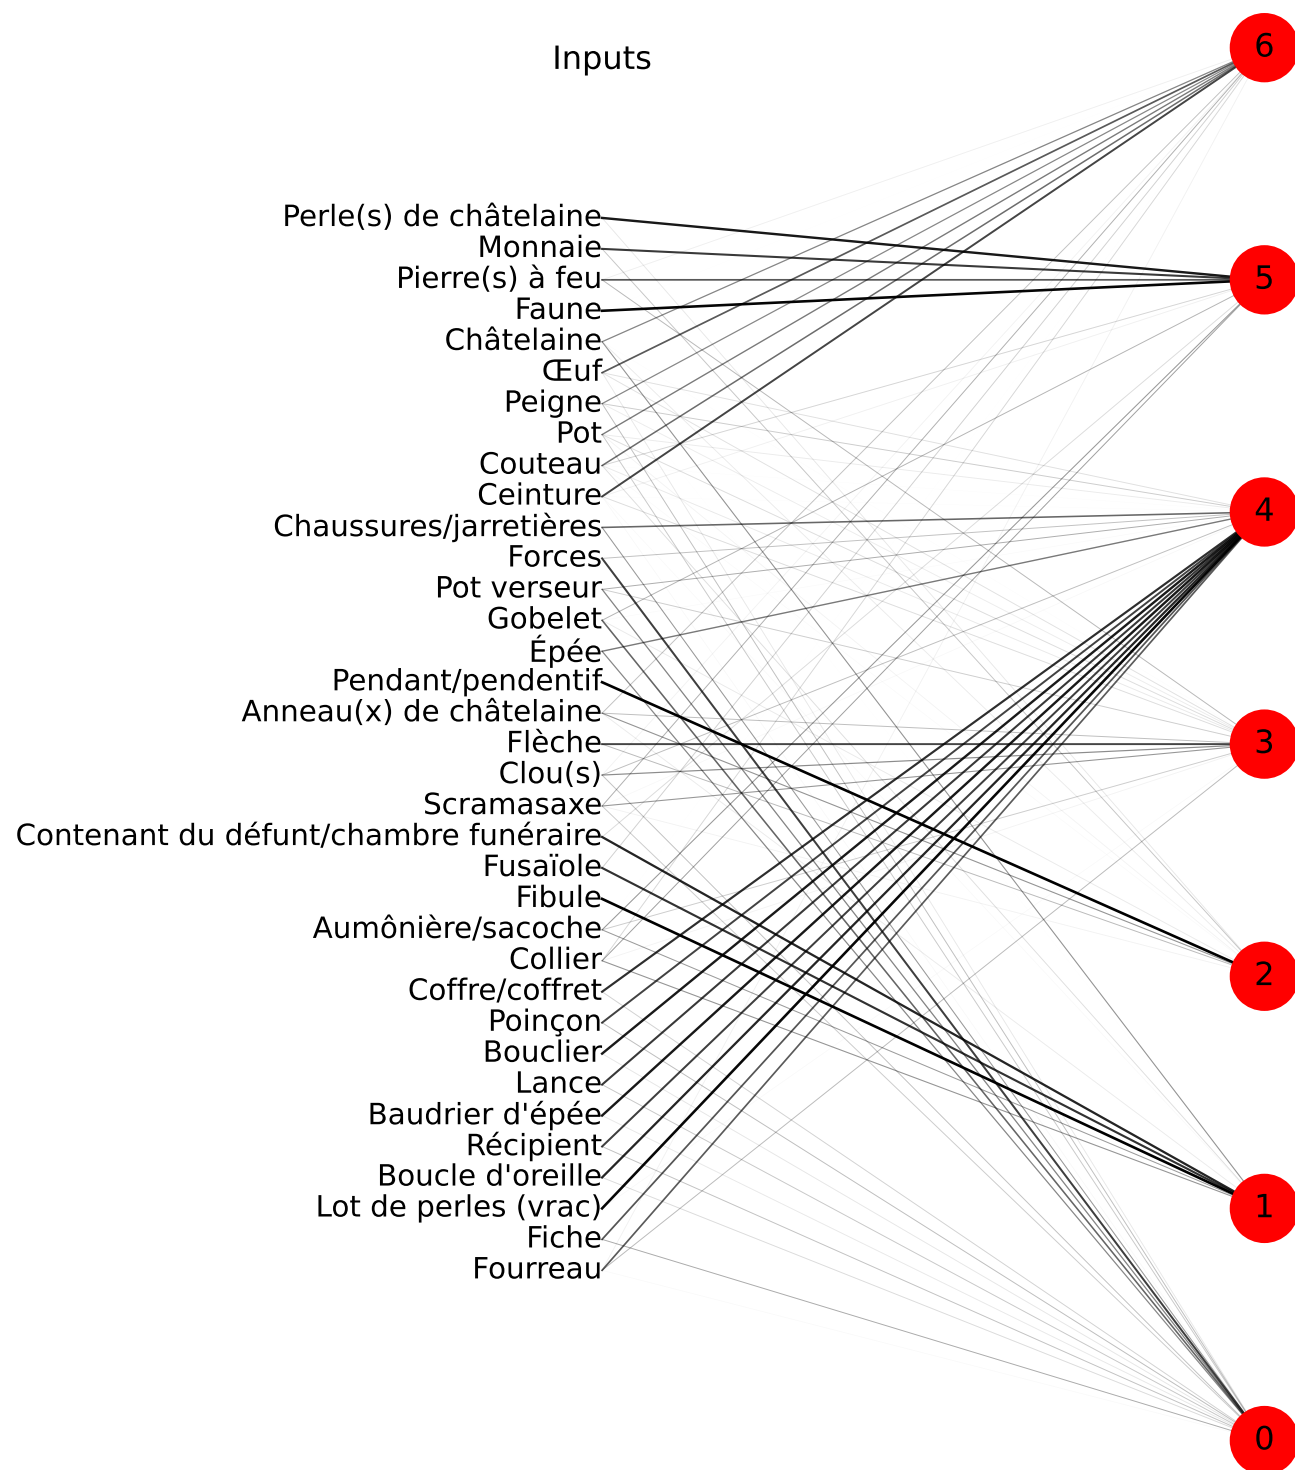 6
Inputs
Perle(s) de châtelaine
Monnaie
Pierre(s) à feu
5
Faune
Châtelaine
Œuf
Peigne
Pot
Couteau
Ceinture
4
Chaussures/jarretières
Forces
Pot verseur
Gobelet
Épée
Pendant/pendentif
Anneau(x) de châtelaine
Flèche
3
Clou(s)
Scramasaxe
Contenant du défunt/chambre funéraire
Fusaïole
Fibule
Aumônière/sacoche
Collier
2
Coffre/coffret
Poinçon
Bouclier
Lance
Baudrier d'épée
Récipient
Boucle d'oreille
Lot de perles (vrac)
1
Fiche
Fourreau
0